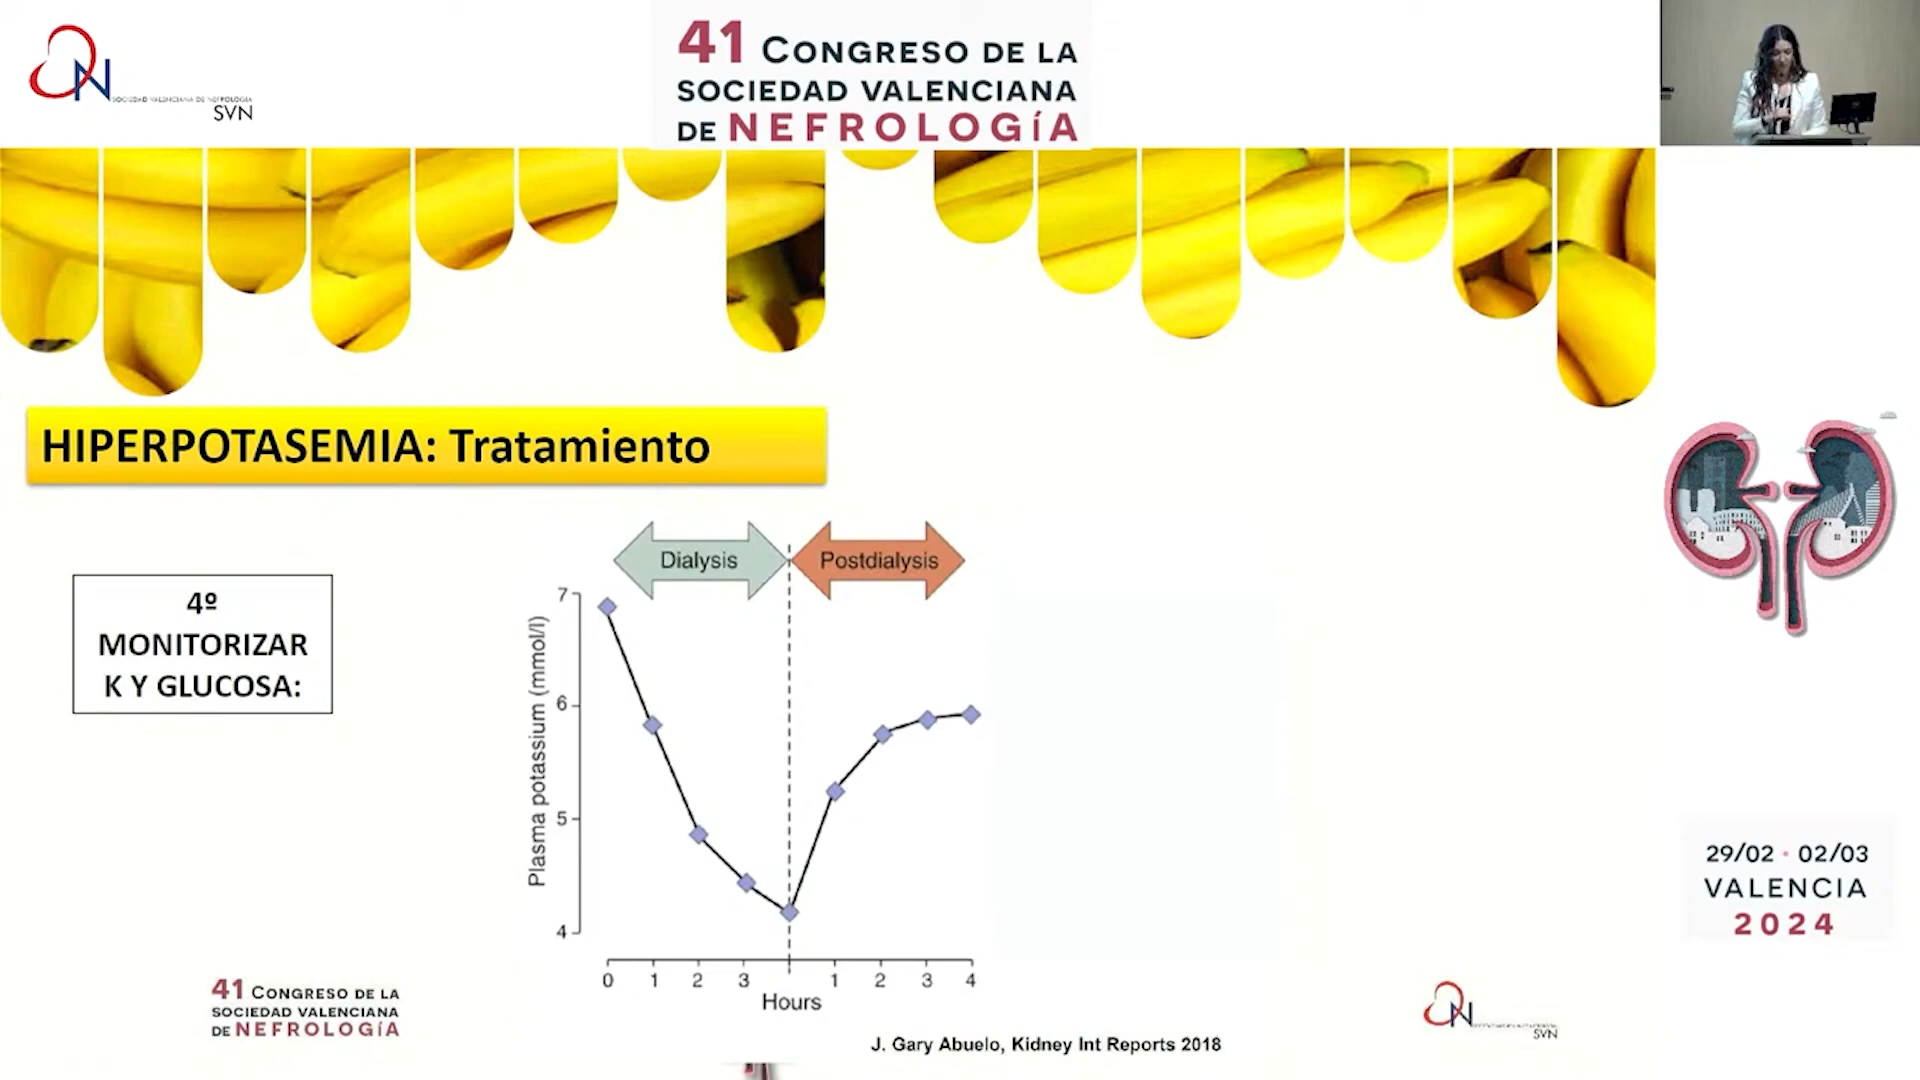 SOCIEDAD VALENCIANA DE NEFROLOGÍA
SVN
41 CONGRESO DE LA
SOCIEDAD VALENCIANA
DE NEFROLOGíA
HIPERPOTASEMIA: Tratamiento
4º
MONITORIZAR
K Y GLUCOSA:
Dialysis
Postdialysis
Plasma potassium (mmol/l)
7
6
5
4
0 1 2 3 1 2 3 4
Hours
J. Gary Abuelo, Kidney Int Reports 2018
29/02 • 02/03
VALENCIA
2024
41 CONGRESO DE LA
SOCIEDAD VALENCIANA
DE NEFROLOGíA
SVN